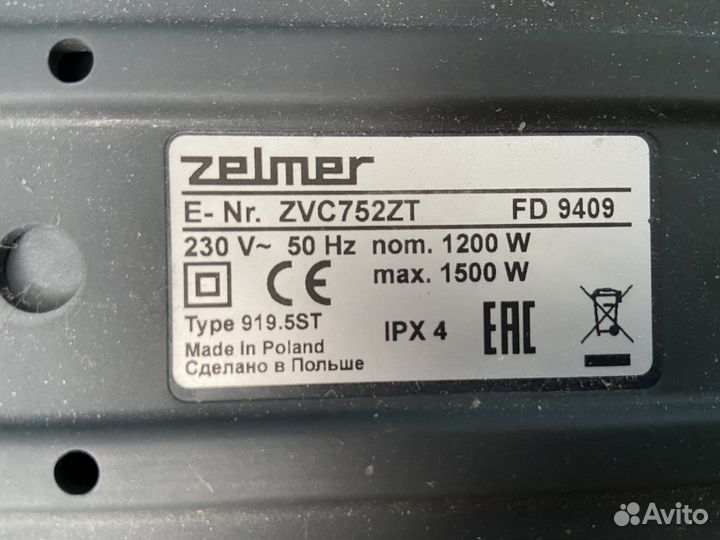 zelmer
E- Nr. ZVC752ZT FD 9409
230 V~ 50 Hz nom. 1200 W
max. 1500 W
CE
Type 919.5ST IPX 4 EAC
Made In Poland
Сделано в Польше
Avito